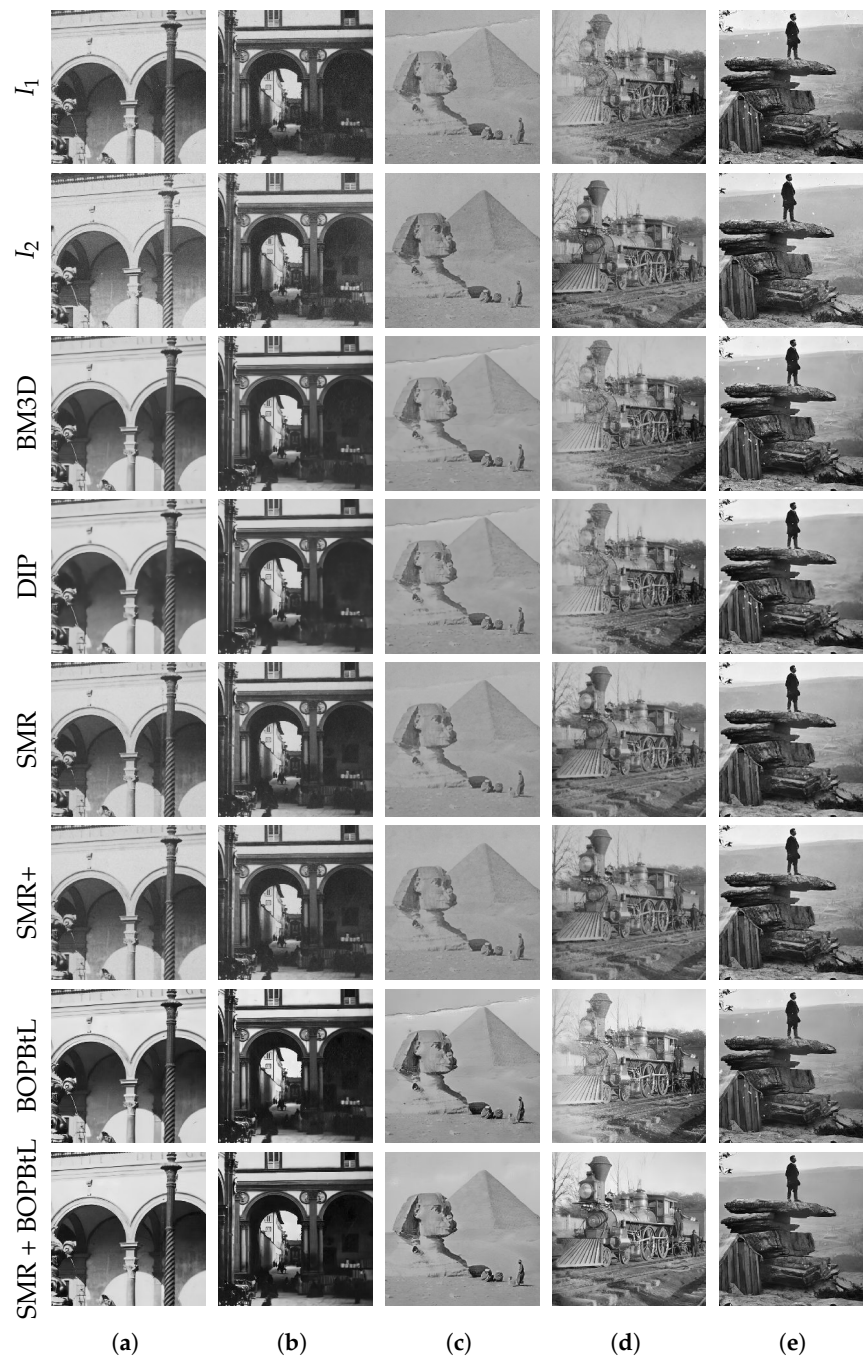 I1
I2
BM3D
DIP
SMR
SMR+
BOPBtL
SMR + BOPBtL
(a) (b) (c) (d) (e)